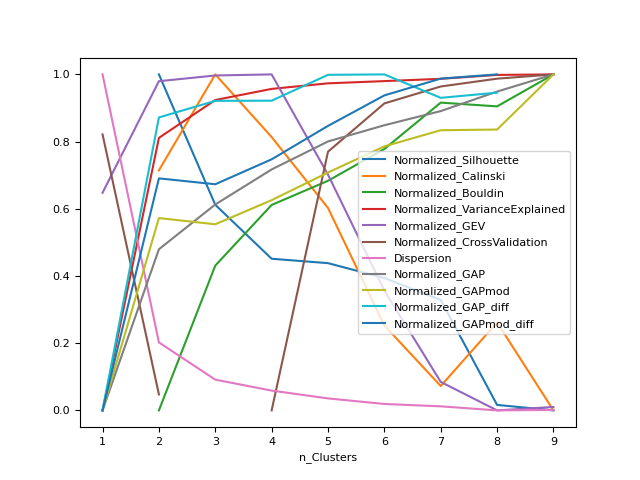 1.0
0.8
0.6
0.4
0.2
0.0
Normalized_Silhouette
Normalized_Calinski
Normalized_Bouldin
Normalized_VarianceExplained
Normalized_GEV
Normalized_CrossValidation
Dispersion
Normalized_GAP
Normalized_GAPmod
Normalized_GAP_diff
Normalized_GAPmod_diff
1 2 3 4 5 6 7 8 9
n_Clusters